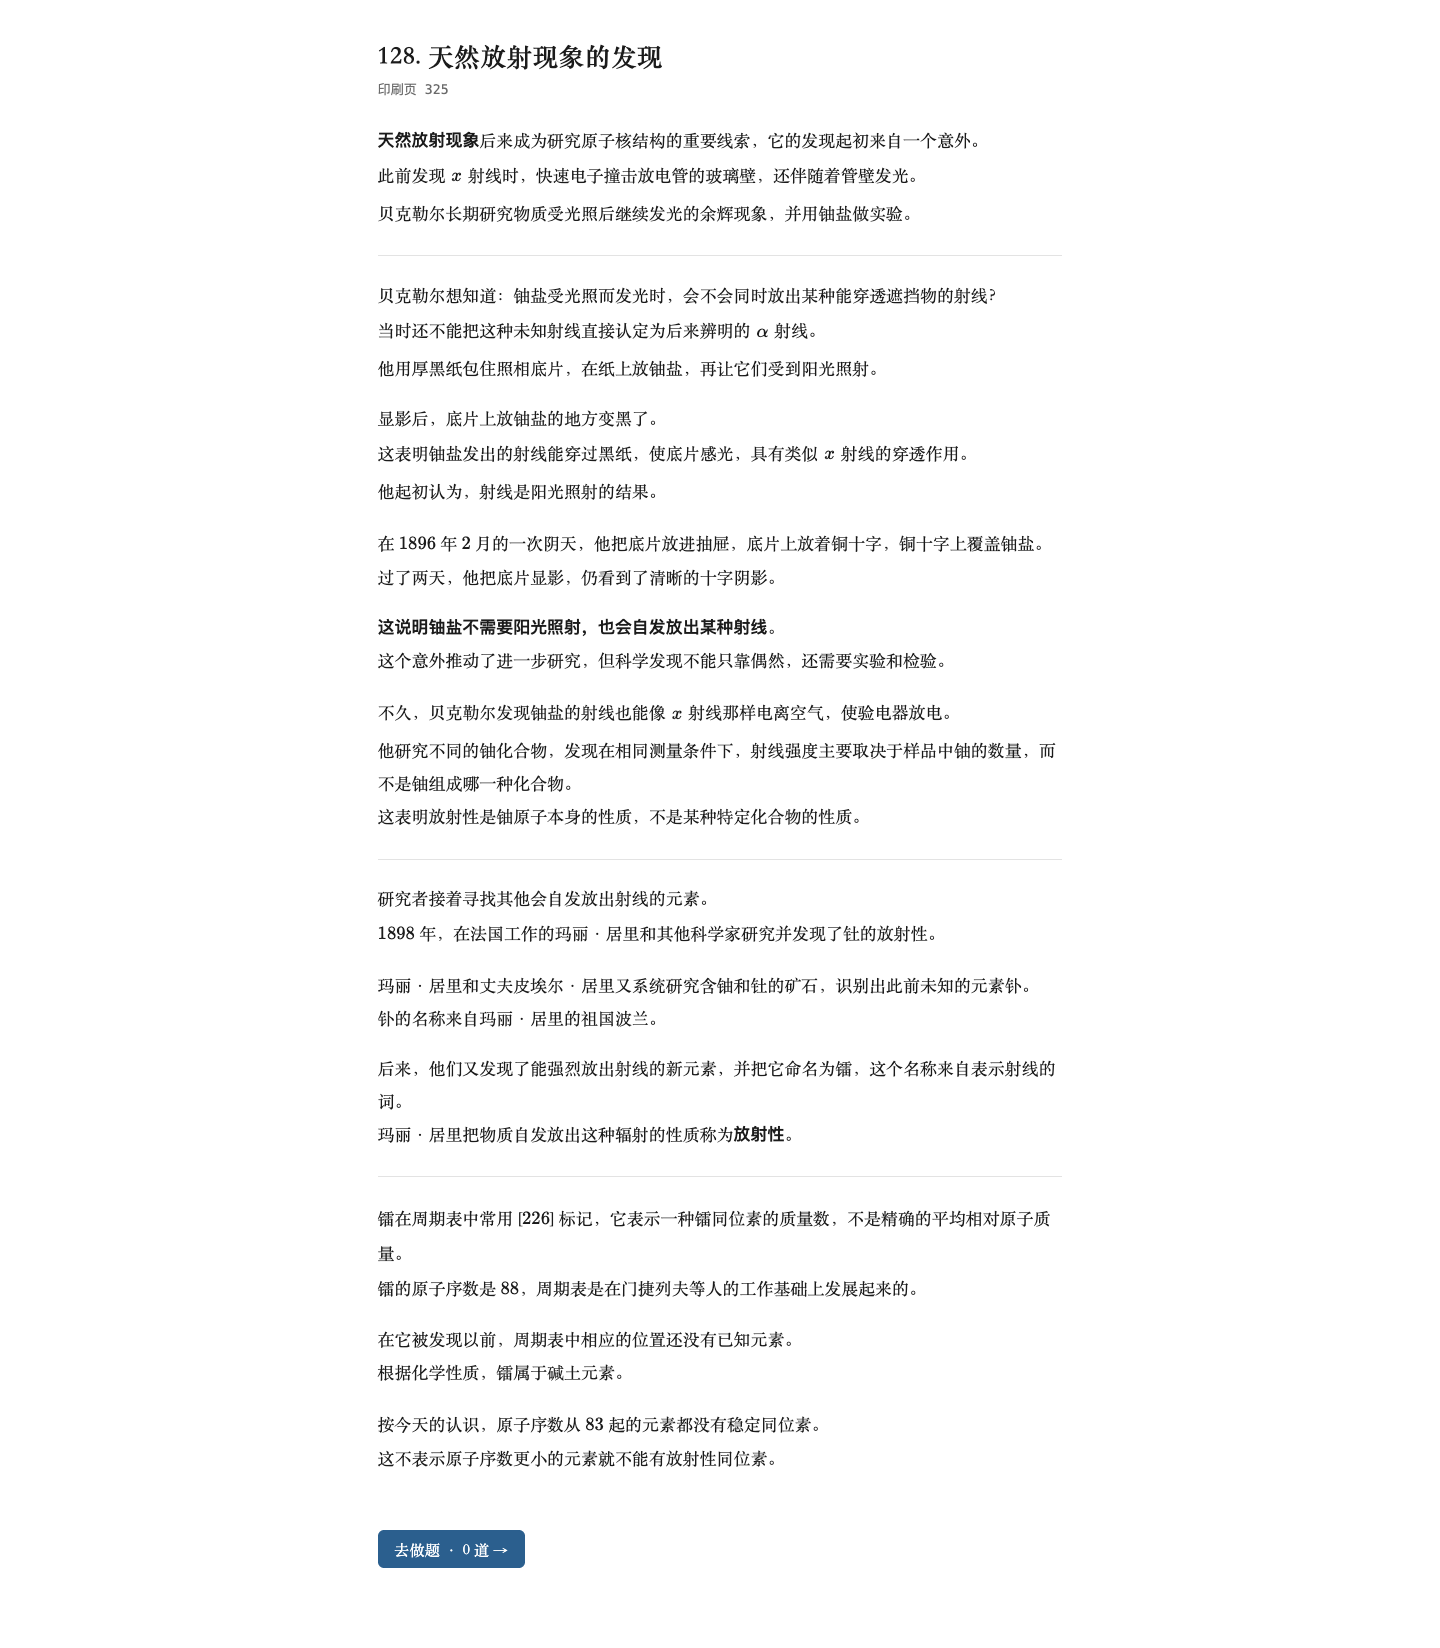 128. 天然放射现象的发现
印刷页 325
天然放射现象后来成为研究原子核结构的重要线索，它的发现起初来自一个意外。
此前发现 x 射线时，快速电子撞击放电管的玻璃壁，还伴随着管壁发光。
贝克勒尔长期研究物质受光照后继续发光的余辉现象，并用铀盐做实验。
贝克勒尔想知道：铀盐受光照而发光时，会不会同时放出某种能穿透遮挡物的射线？
当时还不能把这种未知射线直接认定为后来辨明的 α 射线。
他用厚黑纸包住照相底片，在纸上放铀盐，再让它们受到阳光照射。
显影后，底片上放铀盐的地方变黑了。
这表明铀盐发出的射线能穿过黑纸，使底片感光，具有类似 x 射线的穿透作用。
他起初认为，射线是阳光照射的结果。
在 1896 年 2 月的一次阴天，他把底片放进抽屉，底片上放着铜十字，铜十字上覆盖铀盐。
过了两天，他把底片显影，仍看到了清晰的十字阴影。
这说明铀盐不需要阳光照射，也会自发放出某种射线。
这个意外推动了进一步研究，但科学发现不能只靠偶然，还需要实验和检验。
不久，贝克勒尔发现铀盐的射线也能像 x 射线那样电离空气，使验电器放电。
他研究不同的铀化合物，发现在相同测量条件下，射线强度主要取决于样品中铀的数量，而
不是铀组成哪一种化合物。
这表明放射性是铀原子本身的性质，不是某种特定化合物的性质。
研究者接着寻找其他会自发放出射线的元素。
1898 年，在法国工作的玛丽 · 居里和其他科学家研究并发现了钍的放射性。
玛丽 · 居里和丈夫皮埃尔 · 居里又系统研究含铀和钍的矿石，识别出此前未知的元素钋。
钋的名称来自玛丽 · 居里的祖国波兰。
后来，他们又发现了能强烈放出射线的新元素，并把它命名为镭，这个名称来自表示射线的
词。
玛丽 · 居里把物质自发放出这种辐射的性质称为放射性。
镭在周期表中常用 [226] 标记，它表示一种镭同位素的质量数，不是精确的平均相对原子质
量。
镭的原子序数是 88，周期表是在门捷列夫等人的工作基础上发展起来的。
在它被发现以前，周期表中相应的位置还没有已知元素。
根据化学性质，镭属于碱土元素。
按今天的认识，原子序数从 83 起的元素都没有稳定同位素。
这不表示原子序数更小的元素就不能有放射性同位素。
去做题 · 0 道 →